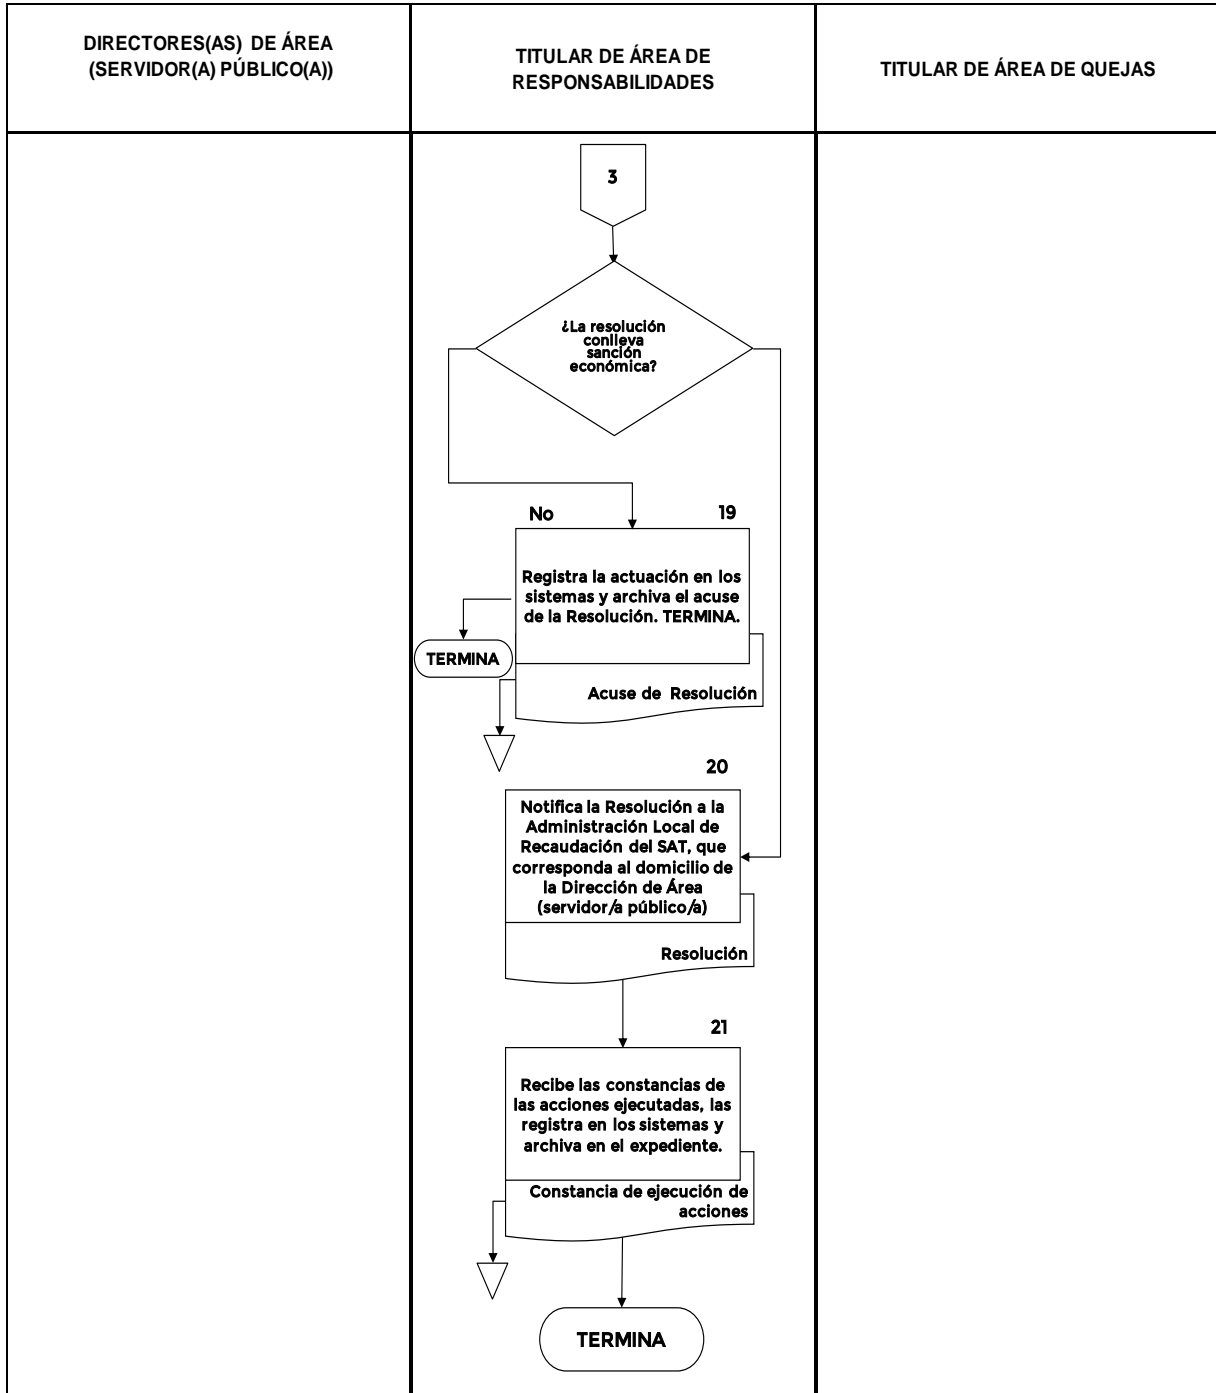 DIRECTORES(AS) DE ÁREA
(SERVIDOR(A) PÚBLICO(A))
TITULAR DE ÁREA DE
RESPONSABILIDADES
TITULAR DE ÁREA DE QUEJAS
3
¿La resolución
conlleva
sanción
económica?
No
19
Registra la actuación en los
sistemas y archiva el acuse
de la Resolución. TERMINA.
TERMINA
Acuse de Resolución
20
Notifica la Resolución a la
Administración Local de
Recaudación del SAT, que
corresponda al domicilio de
la Dirección de Área
(servidor/a público/a)
Resolución
21
Recibe las constancias de
las acciones ejecutadas, las
registra en los sistemas y
archiva en el expediente.
Constancia de ejecución de
acciones
TERMINA